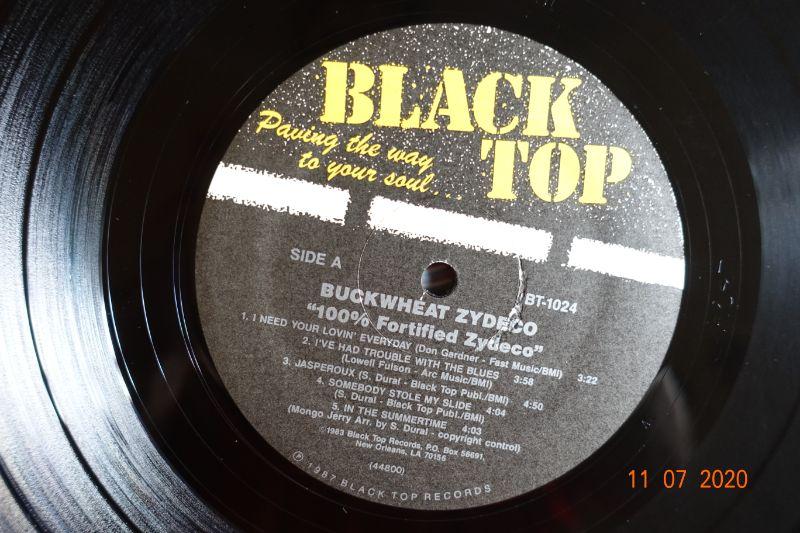 BLACK
TOP
Paving the way
to your soul...
SIDE A
BT-1024
BUCKWHEAT ZYDECO
"100% Fortified Zydeco"
1. I NEED YOUR LOVIN' EVERYDAY (Don Gardner - Fast Music/BMI) 3:22
2. I'VE HAD TROUBLE WITH THE BLUES
(Lowell Fulson - Arc Music/BMI) 3:58
3. JASPEROUX (S. Dural - Black Top Publ./BMI) 4:50
4. SOMEBODY STOLE MY SLIDE
(S. Dural - Black Top Publ./BMI) 4:04
5. IN THE SUMMERTIME 4:03
(Mongo Jerry Arr. by S. Dural - copyright control)
©1983 Black Top Records, P.O. Box 56691,
New Orleans, LA 70156
(44800)
℗ 1987 BLACK TOP RECORDS
11 07 2020